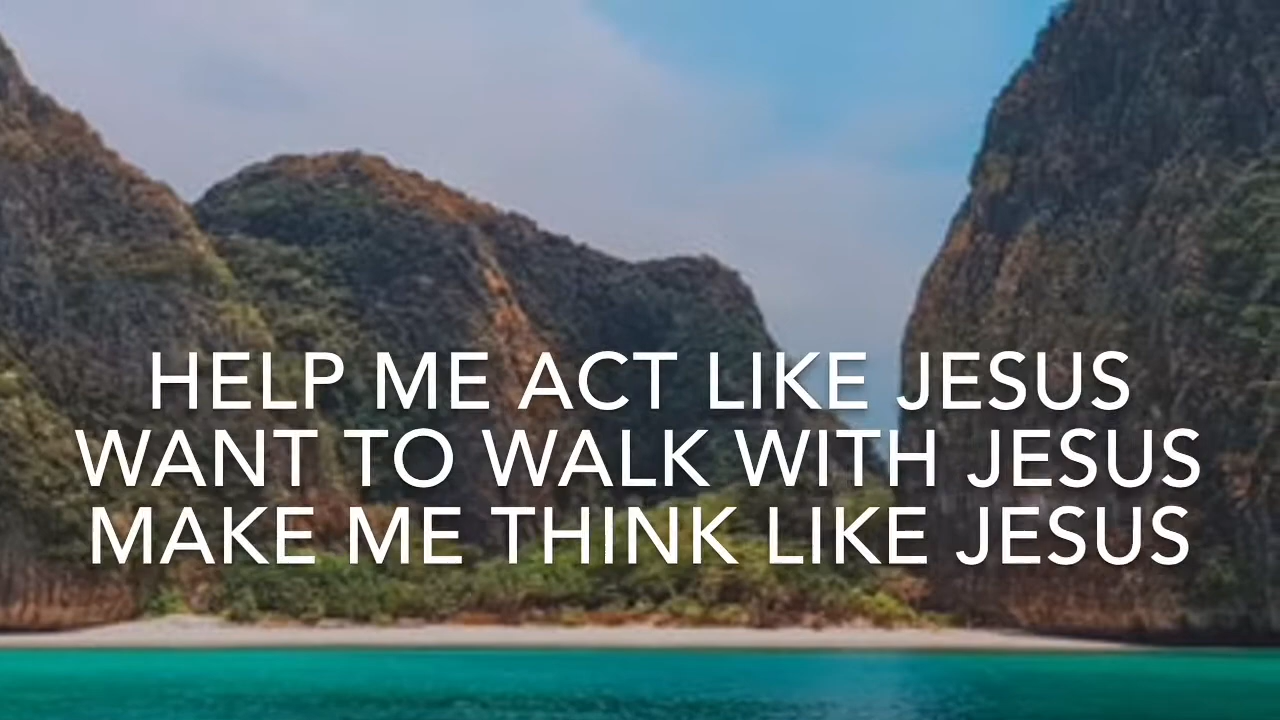 HELP ME ACT LIKE JESUS
WANT TO WALK WITH JESUS
MAKE ME THINK LIKE JESUS